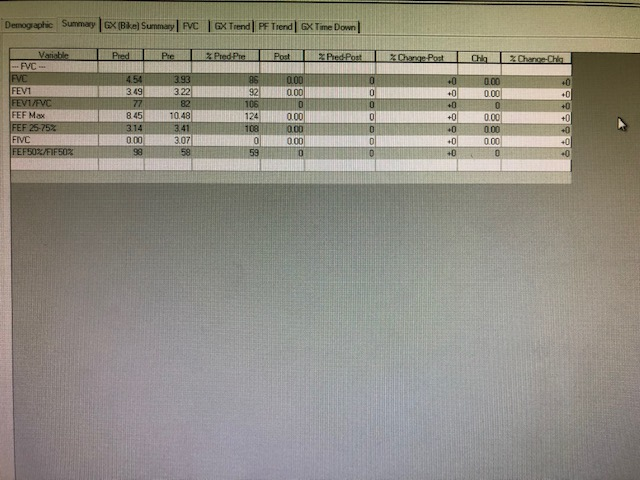 Demographic Summary GX (Bike) Summary FVC GX Trend PF Trend GX Time Down
Variable Pred Pre % Pred-Pre Post % Pred-Post % Change-Post Chlg % Change-Chlg
--- FVC ---
FVC 4.54 3.93 86 0.00 0 +0 0.00 +0
FEV1 3.49 3.22 92 0.00 0 +0 0.00 +0
FEV1/FVC 77 82 106 0 0 +0 0 +0
FEF Max 8.45 10.48 124 0.00 0 +0 0.00 +0
FEF 25-75% 3.14 3.41 108 0.00 0 +0 0.00 +0
FIVC 0.00 3.07 0 0.00 0 +0 0.00 +0
FEF50%/FIF50% 98 58 59 0 0 +0 0 +0